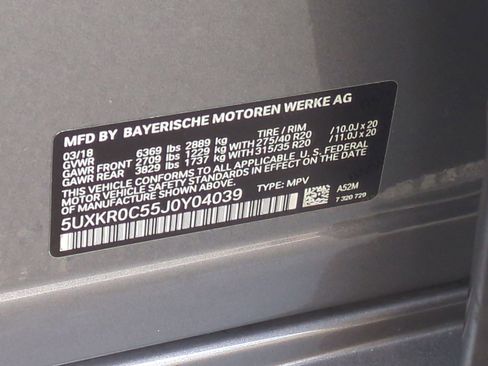 MFD BY BAYERISCHE MOTOREN WERKE AG
03/18 TIRE / RIM
GVWR 6369 lbs 2889 kg
GAWR FRONT 2709 lbs 1229 kg WITH 275/40 R20 /10.0J x 20
GAWR REAR 3829 lbs 1737 kg WITH 315/35 R20 /11.0J x 20
THIS VEHICLE CONFORMS TO ALL APPLICABLE U.S. FEDERAL
MOTOR VEHICLE SAFETY STANDARDS IN EFFECT ON THE DATE
OF MANUFACTURE SHOWN ABOVE.
5UXKR0C55J0Y04039 TYPE: MPV A52M
7 320 729